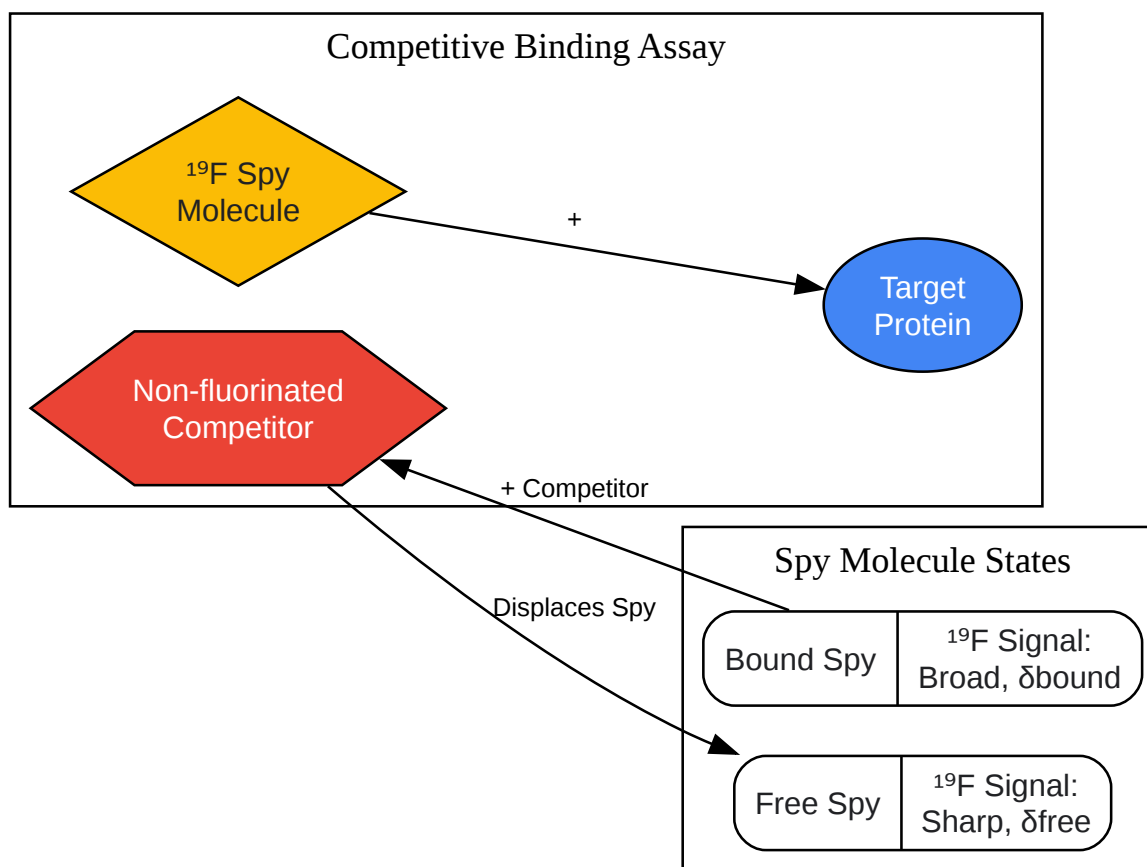 Competitive Binding Assay
¹⁹F Spy
Molecule
+
Target
Protein
Non-fluorinated
Competitor
+ Competitor
Spy Molecule States
Displaces Spy
Bound Spy
¹⁹F Signal:
Broad, δbound
Free Spy
¹⁹F Signal:
Sharp, δfree